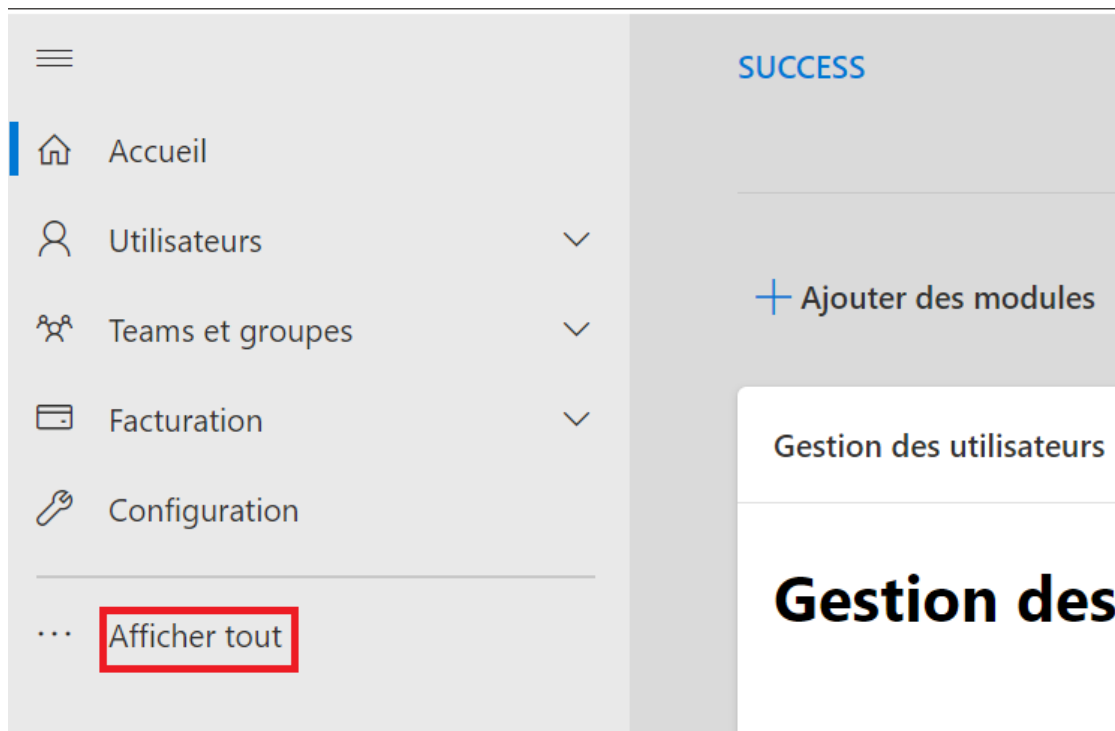 SUCCESS
Accueil
Utilisateurs
Teams et groupes
Facturation
Configuration
Afficher tout
Ajouter des modules
Gestion des utilisateurs
Gestion des